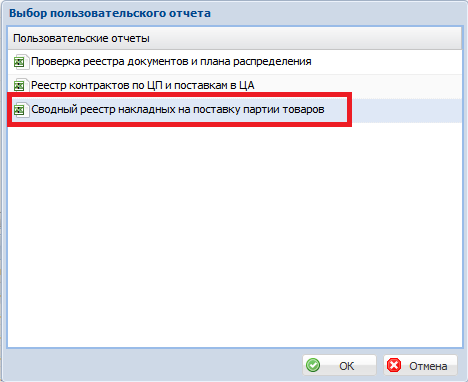 Выбор пользовательского отчета
Пользовательские отчеты
Проверка реестра документов и плана распределения
Реестр контрактов по ЦП и поставкам в ЦА
Сводный реестр накладных на поставку партии товаров
ОК
Отмена